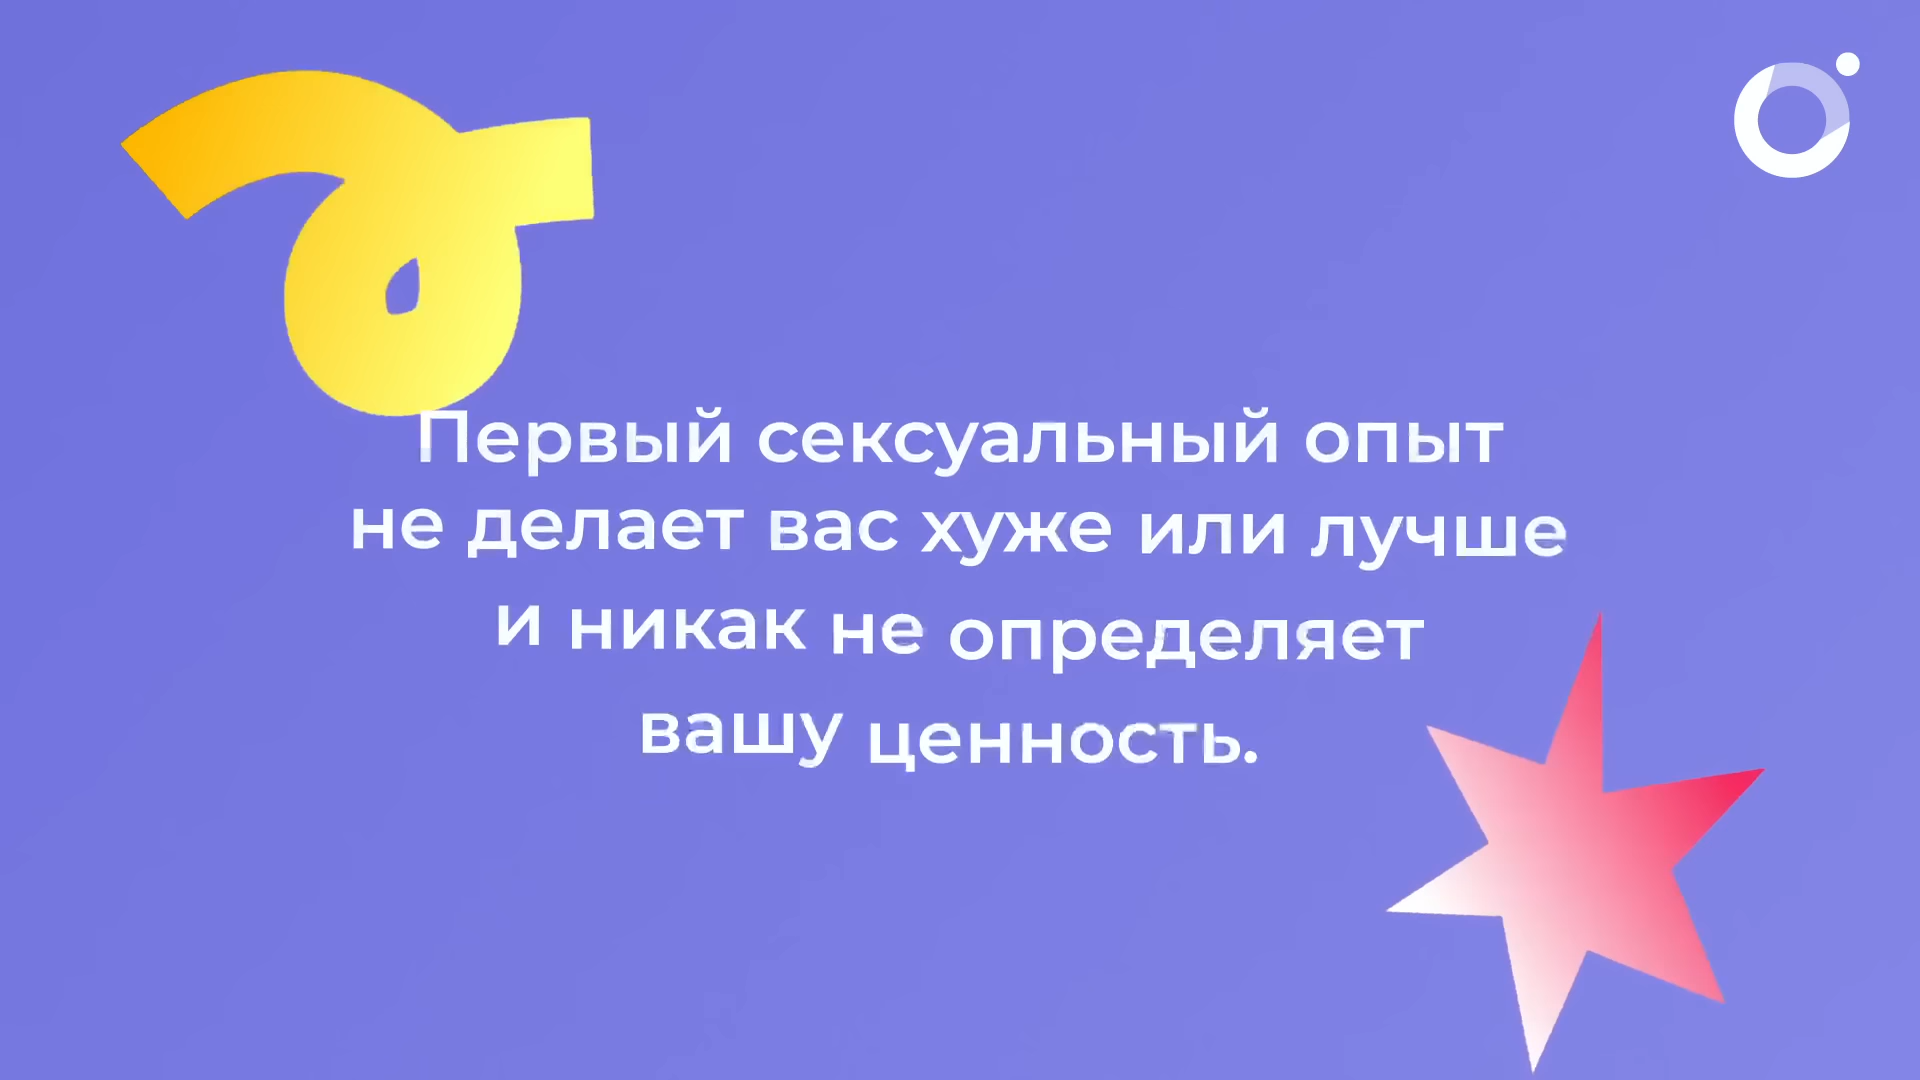 Первый сексуальный опыт
не делает вас хуже или лучше
и никак не определяет
вашу ценность.